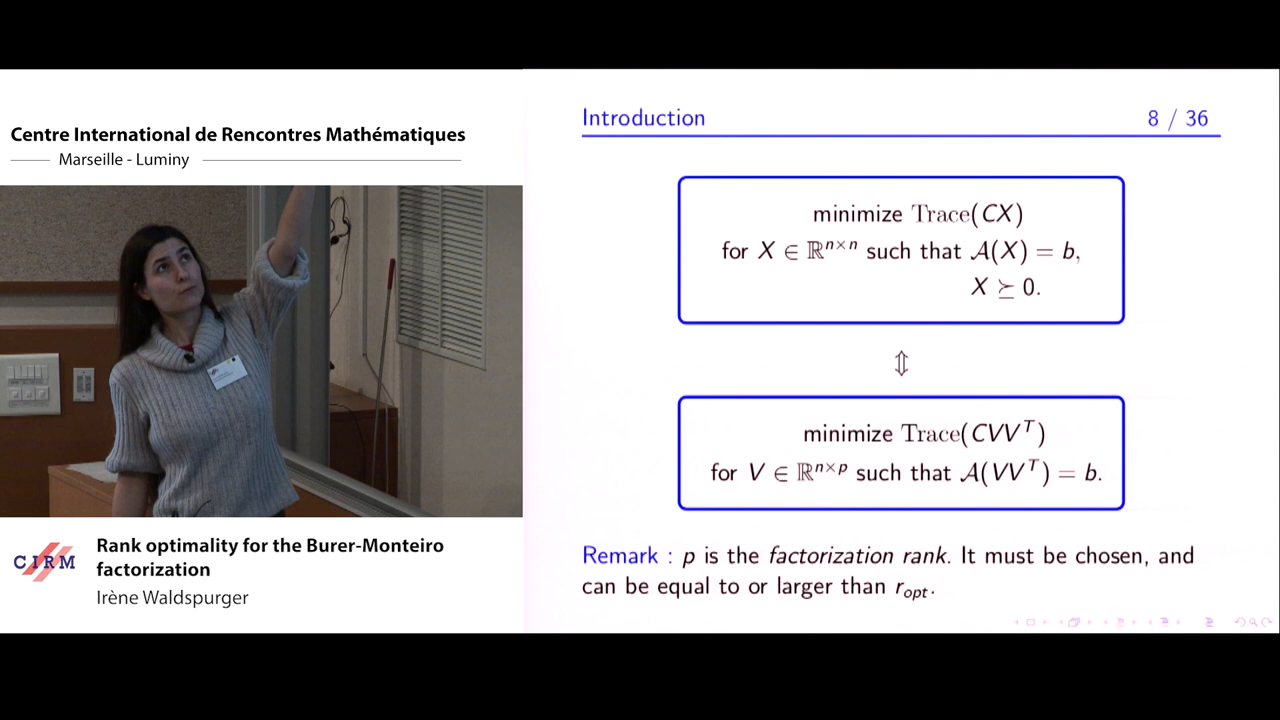 Centre International de Rencontres Mathématiques
Marseille - Luminy
CIRM
Rank optimality for the Burer-Monteiro
factorization
Irène Waldspurger
Introduction 8 / 36
minimize Trace(CX)
for X ∈ ℝⁿˣⁿ such that 𝒜(X) = b,
X ⪰ 0.
⇕
minimize Trace(CVVᵀ)
for V ∈ ℝⁿˣᵖ such that 𝒜(VVᵀ) = b.
Remark : p is the factorization rank. It must be chosen, and
can be equal to or larger than r_opt.